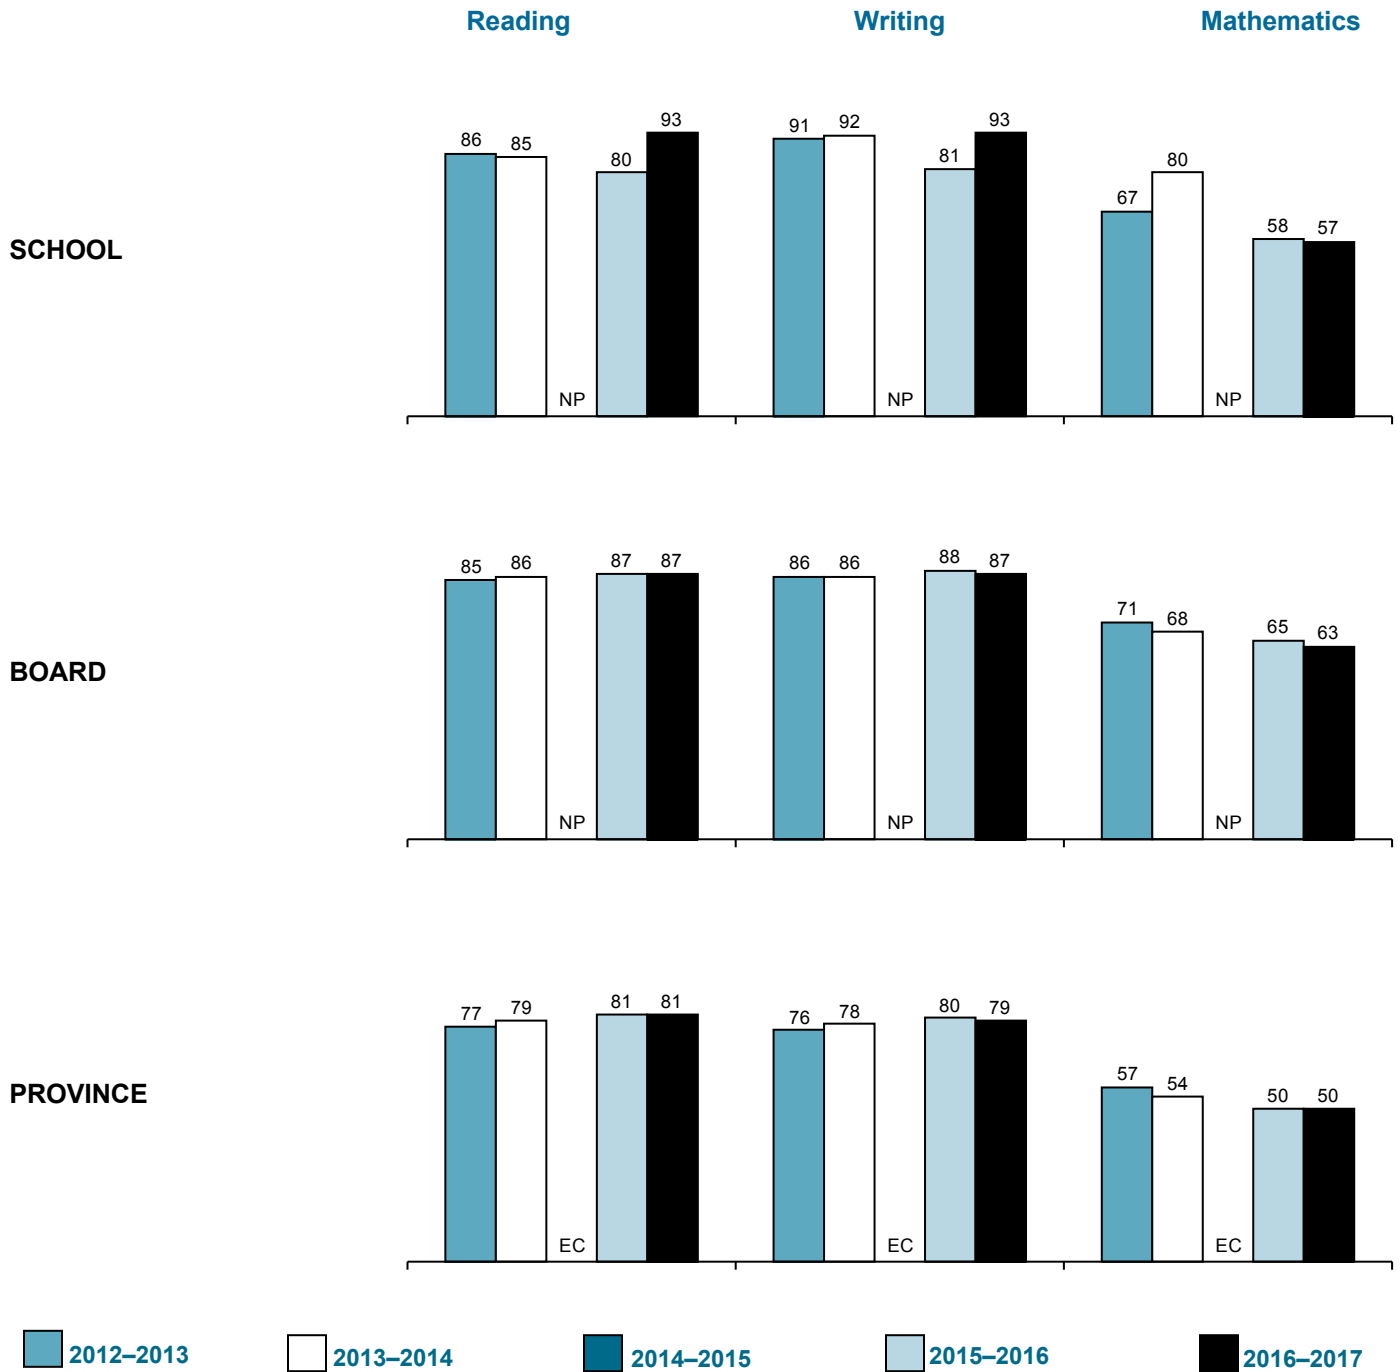 Reading Writing Mathematics
86 85 NP 80 93 91 92 NP 81 93 67 80 NP 58 57
SCHOOL
85 86 NP 87 87 86 86 NP 88 87 71 68 NP 65 63
BOARD
77 79 EC 81 81 76 78 EC 80 79 57 54 EC 50 50
PROVINCE
2012–2013 2013–2014 2014–2015 2015–2016 2016–2017